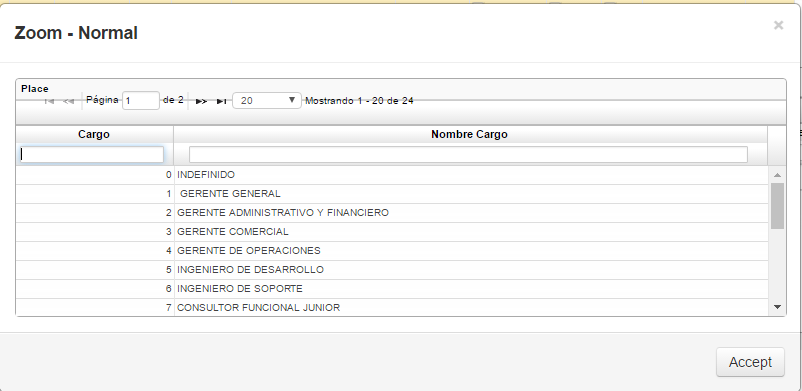 Zoom - Normal
×
Place
Página 1 de 2 20 Mostrando 1 - 20 de 24
Cargo Nombre Cargo
0 INDEFINIDO
1 GERENTE GENERAL
2 GERENTE ADMINISTRATIVO Y FINANCIERO
3 GERENTE COMERCIAL
4 GERENTE DE OPERACIONES
5 INGENIERO DE DESARROLLO
6 INGENIERO DE SOPORTE
7 CONSULTOR FUNCIONAL JUNIOR
Accept